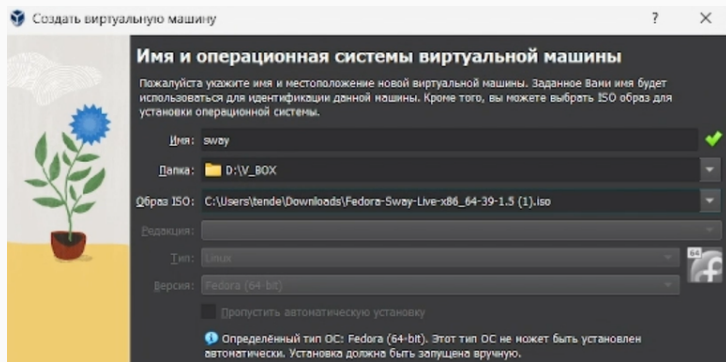 Создать виртуальную машину
Имя и операционная системы виртуальной машины
Пожалуйста укажите имя и местоположение новой виртуальной машины. Заданное Вами имя будет
использоваться для идентификации данной машины. Кроме того, вы можете выбрать ISO образ для
установки операционной системы.
Имя: sway
Папка: D:\V_BOX
Образ ISO: C:\Users\tende\Downloads\Fedora-Sway-Live-x86_64-39-1.5 (1).iso
Редакция:
Тип: Linux
64
Версия: Fedora (64-bit)
Пропустить автоматическую установку
Определённый тип ОС: Fedora (64-bit). Этот тип ОС не может быть установлен
автоматически. Установка должна быть запущена вручную.